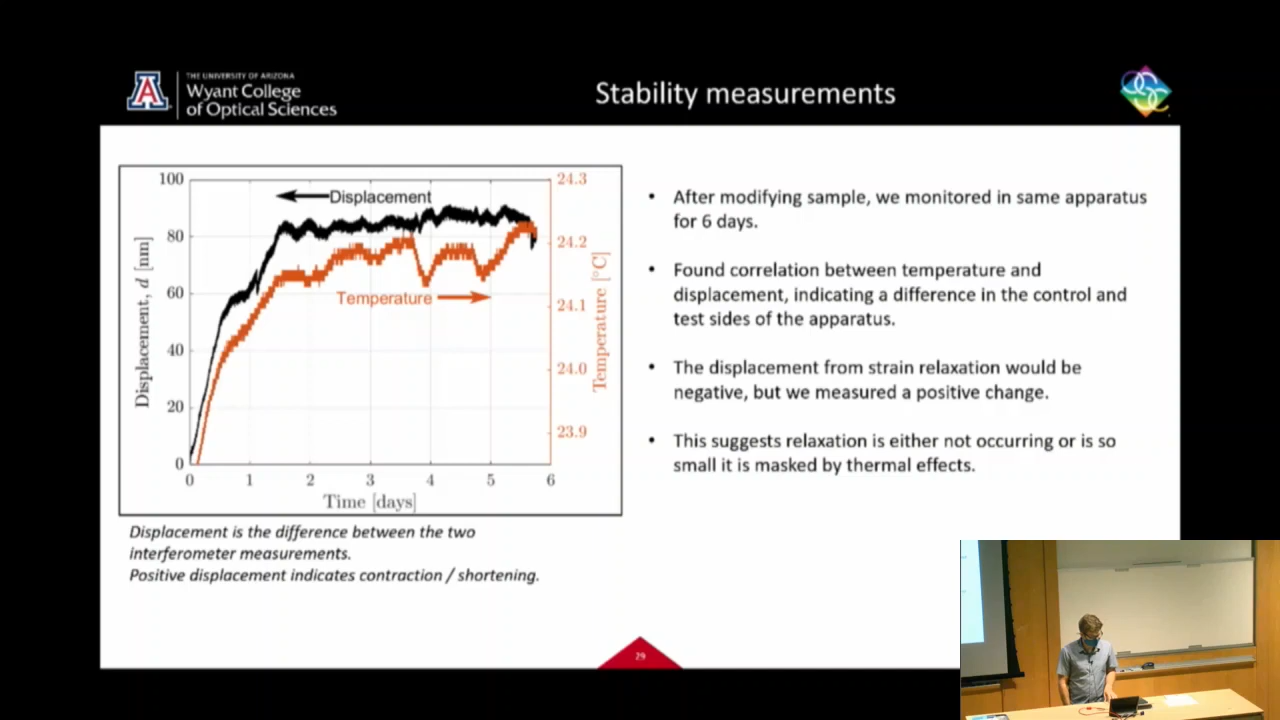 THE UNIVERSITY OF ARIZONA
Wyant College
of Optical Sciences
Stability measurements
100
80
60
40
20
0
Displacement, d [nm]
Displacement
Temperature
24.3
24.2
24.1
24.0
23.9
Temperature [°C]
0 1 2 3 4 5 6
Time [days]
Displacement is the difference between the two
interferometer measurements.
Positive displacement indicates contraction / shortening.
• After modifying sample, we monitored in same apparatus
for 6 days.
• Found correlation between temperature and
displacement, indicating a difference in the control and
test sides of the apparatus.
• The displacement from strain relaxation would be
negative, but we measured a positive change.
• This suggests relaxation is either not occurring or is so
small it is masked by thermal effects.
29